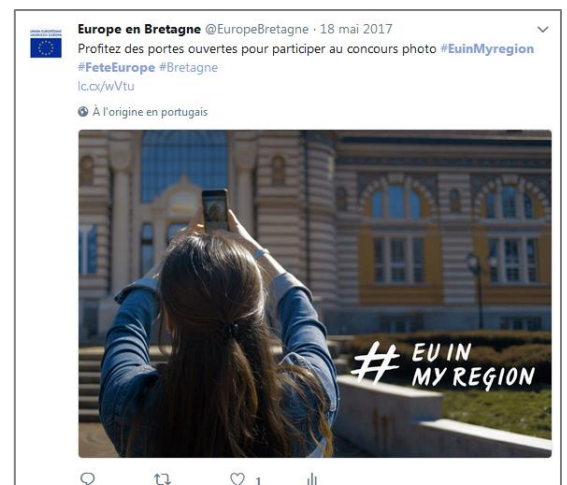 Europe en Bretagne @EuropeBretagne · 18 mai 2017
Profitez des portes ouvertes pour participer au concours photo #EuinMyregion
#FeteEurope #Bretagne
lc.cx/wVtu
À l'origine en portugais
# EU IN
MY REGION
1